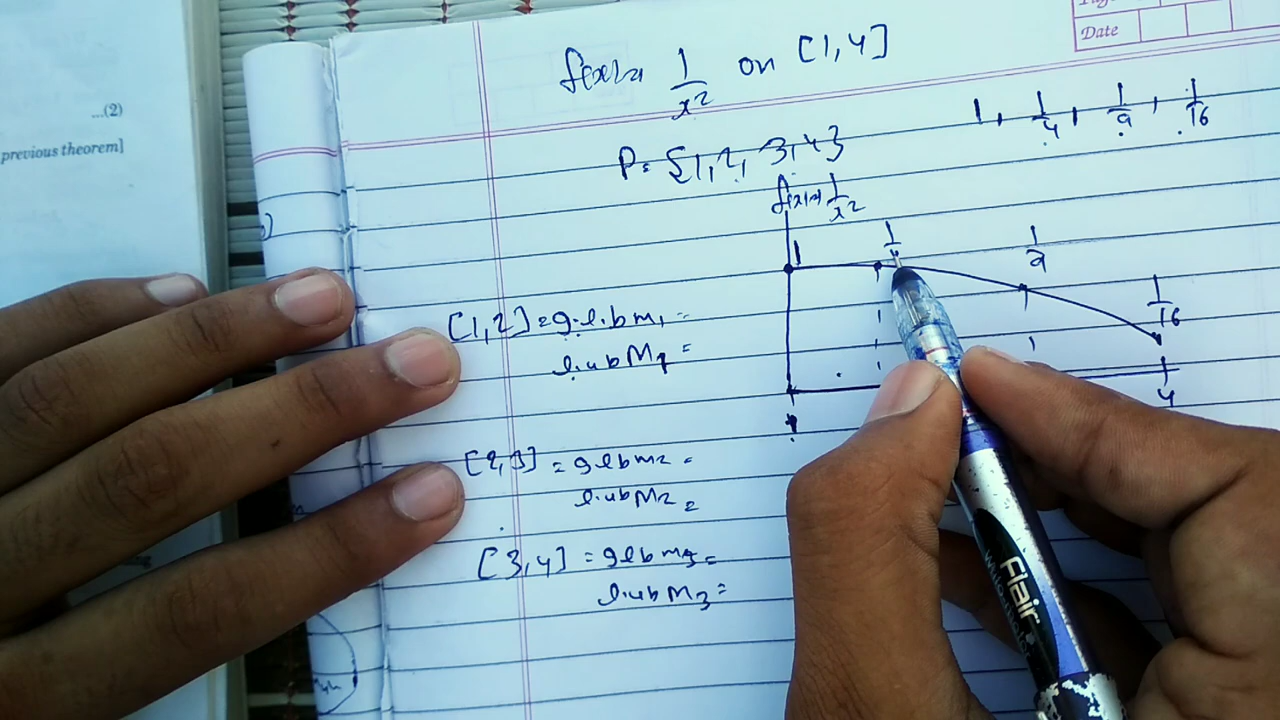 ...(2)
previous theorem]
Date
f(x) = 1/x² on [1,4]
1, 1/4, 1/9, 1/16
P = {1, 2, 3, 4}
f(x) = 1/x²
1 1/4 1/9 1/16
4
[1,2] = g.l.b m₁ =
l.u.b M₁ =
[2,3] = g l b m₂ =
l.u b M₂ =
[3,4] = g l b m₃ =
l.u b M₃ =
Flair